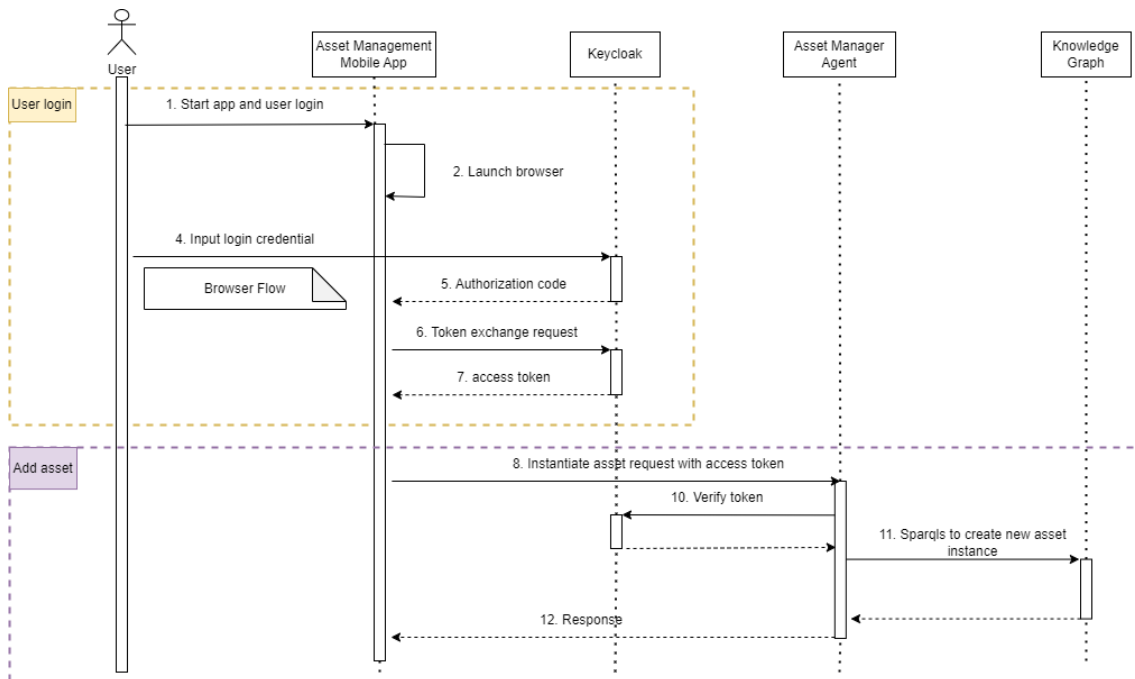 User
Asset Management
Mobile App
Keycloak
Asset Manager
Agent
Knowledge
Graph
User login
1. Start app and user login
2. Launch browser
4. Input login credential
Browser Flow
5. Authorization code
6. Token exchange request
7. access token
Add asset
8. Instantiate asset request with access token
10. Verify token
11. Sparqls to create new asset
instance
12. Response